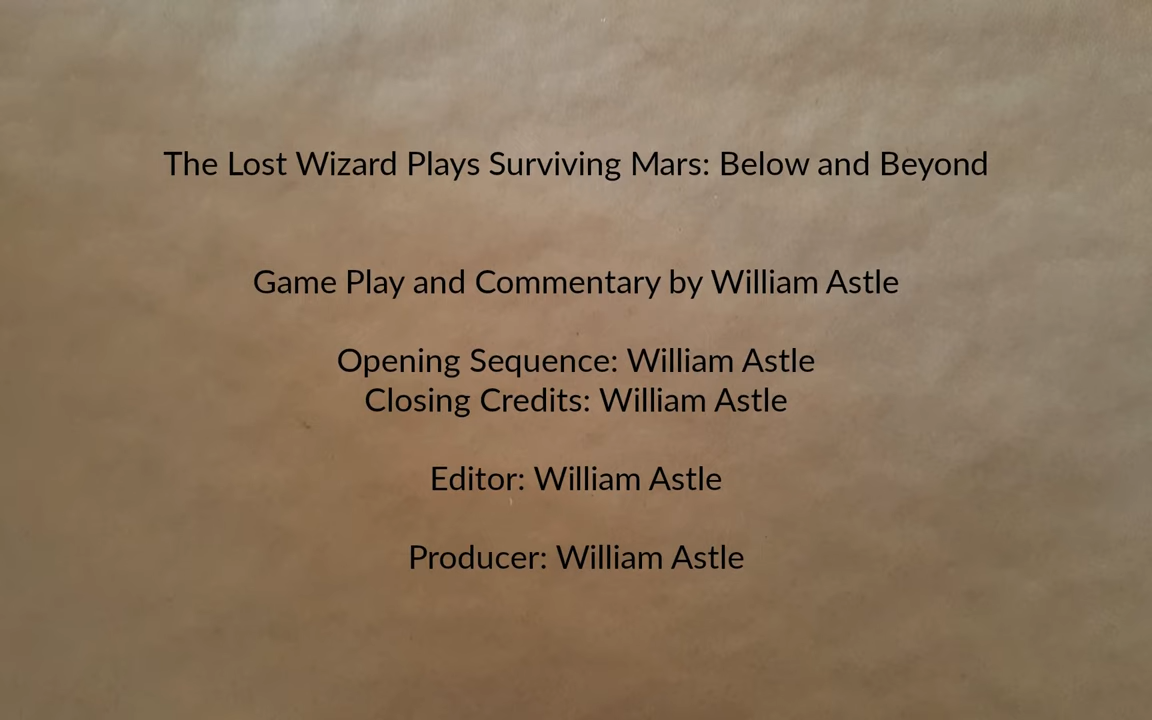 The Lost Wizard Plays Surviving Mars: Below and Beyond
Game Play and Commentary by William Astle
Opening Sequence: William Astle
Closing Credits: William Astle
Editor: William Astle
Producer: William Astle